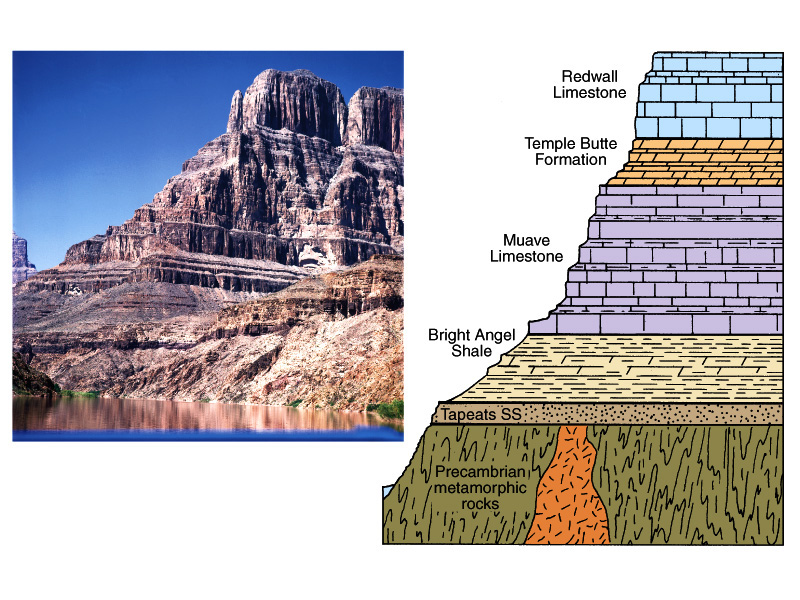 Redwall
Limestone
Temple Butte
Formation
Muave
Limestone
Bright Angel
Shale
Tapeats SS
Precambrian
metamorphic
rocks